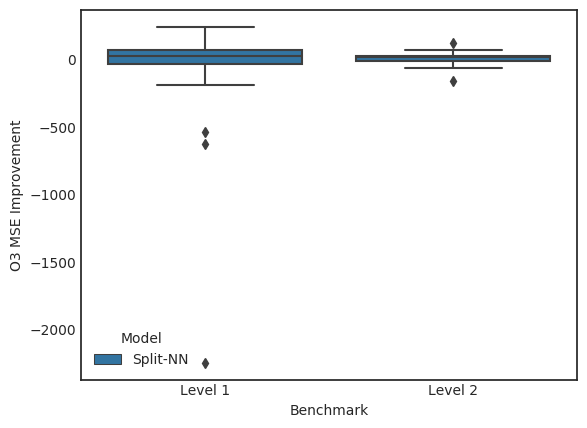 0
−500
−1000
−1500
−2000
O3 MSE Improvement
Model
Split-NN
Level 1
Level 2
Benchmark